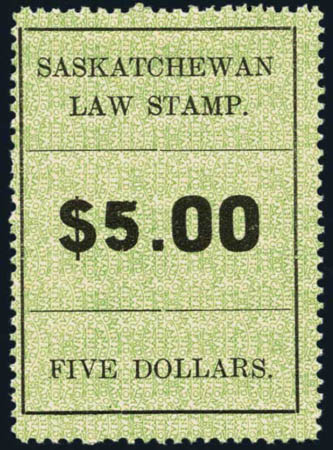 SASKATCHEWAN
LAW STAMP.
$5.00
FIVE DOLLARS.